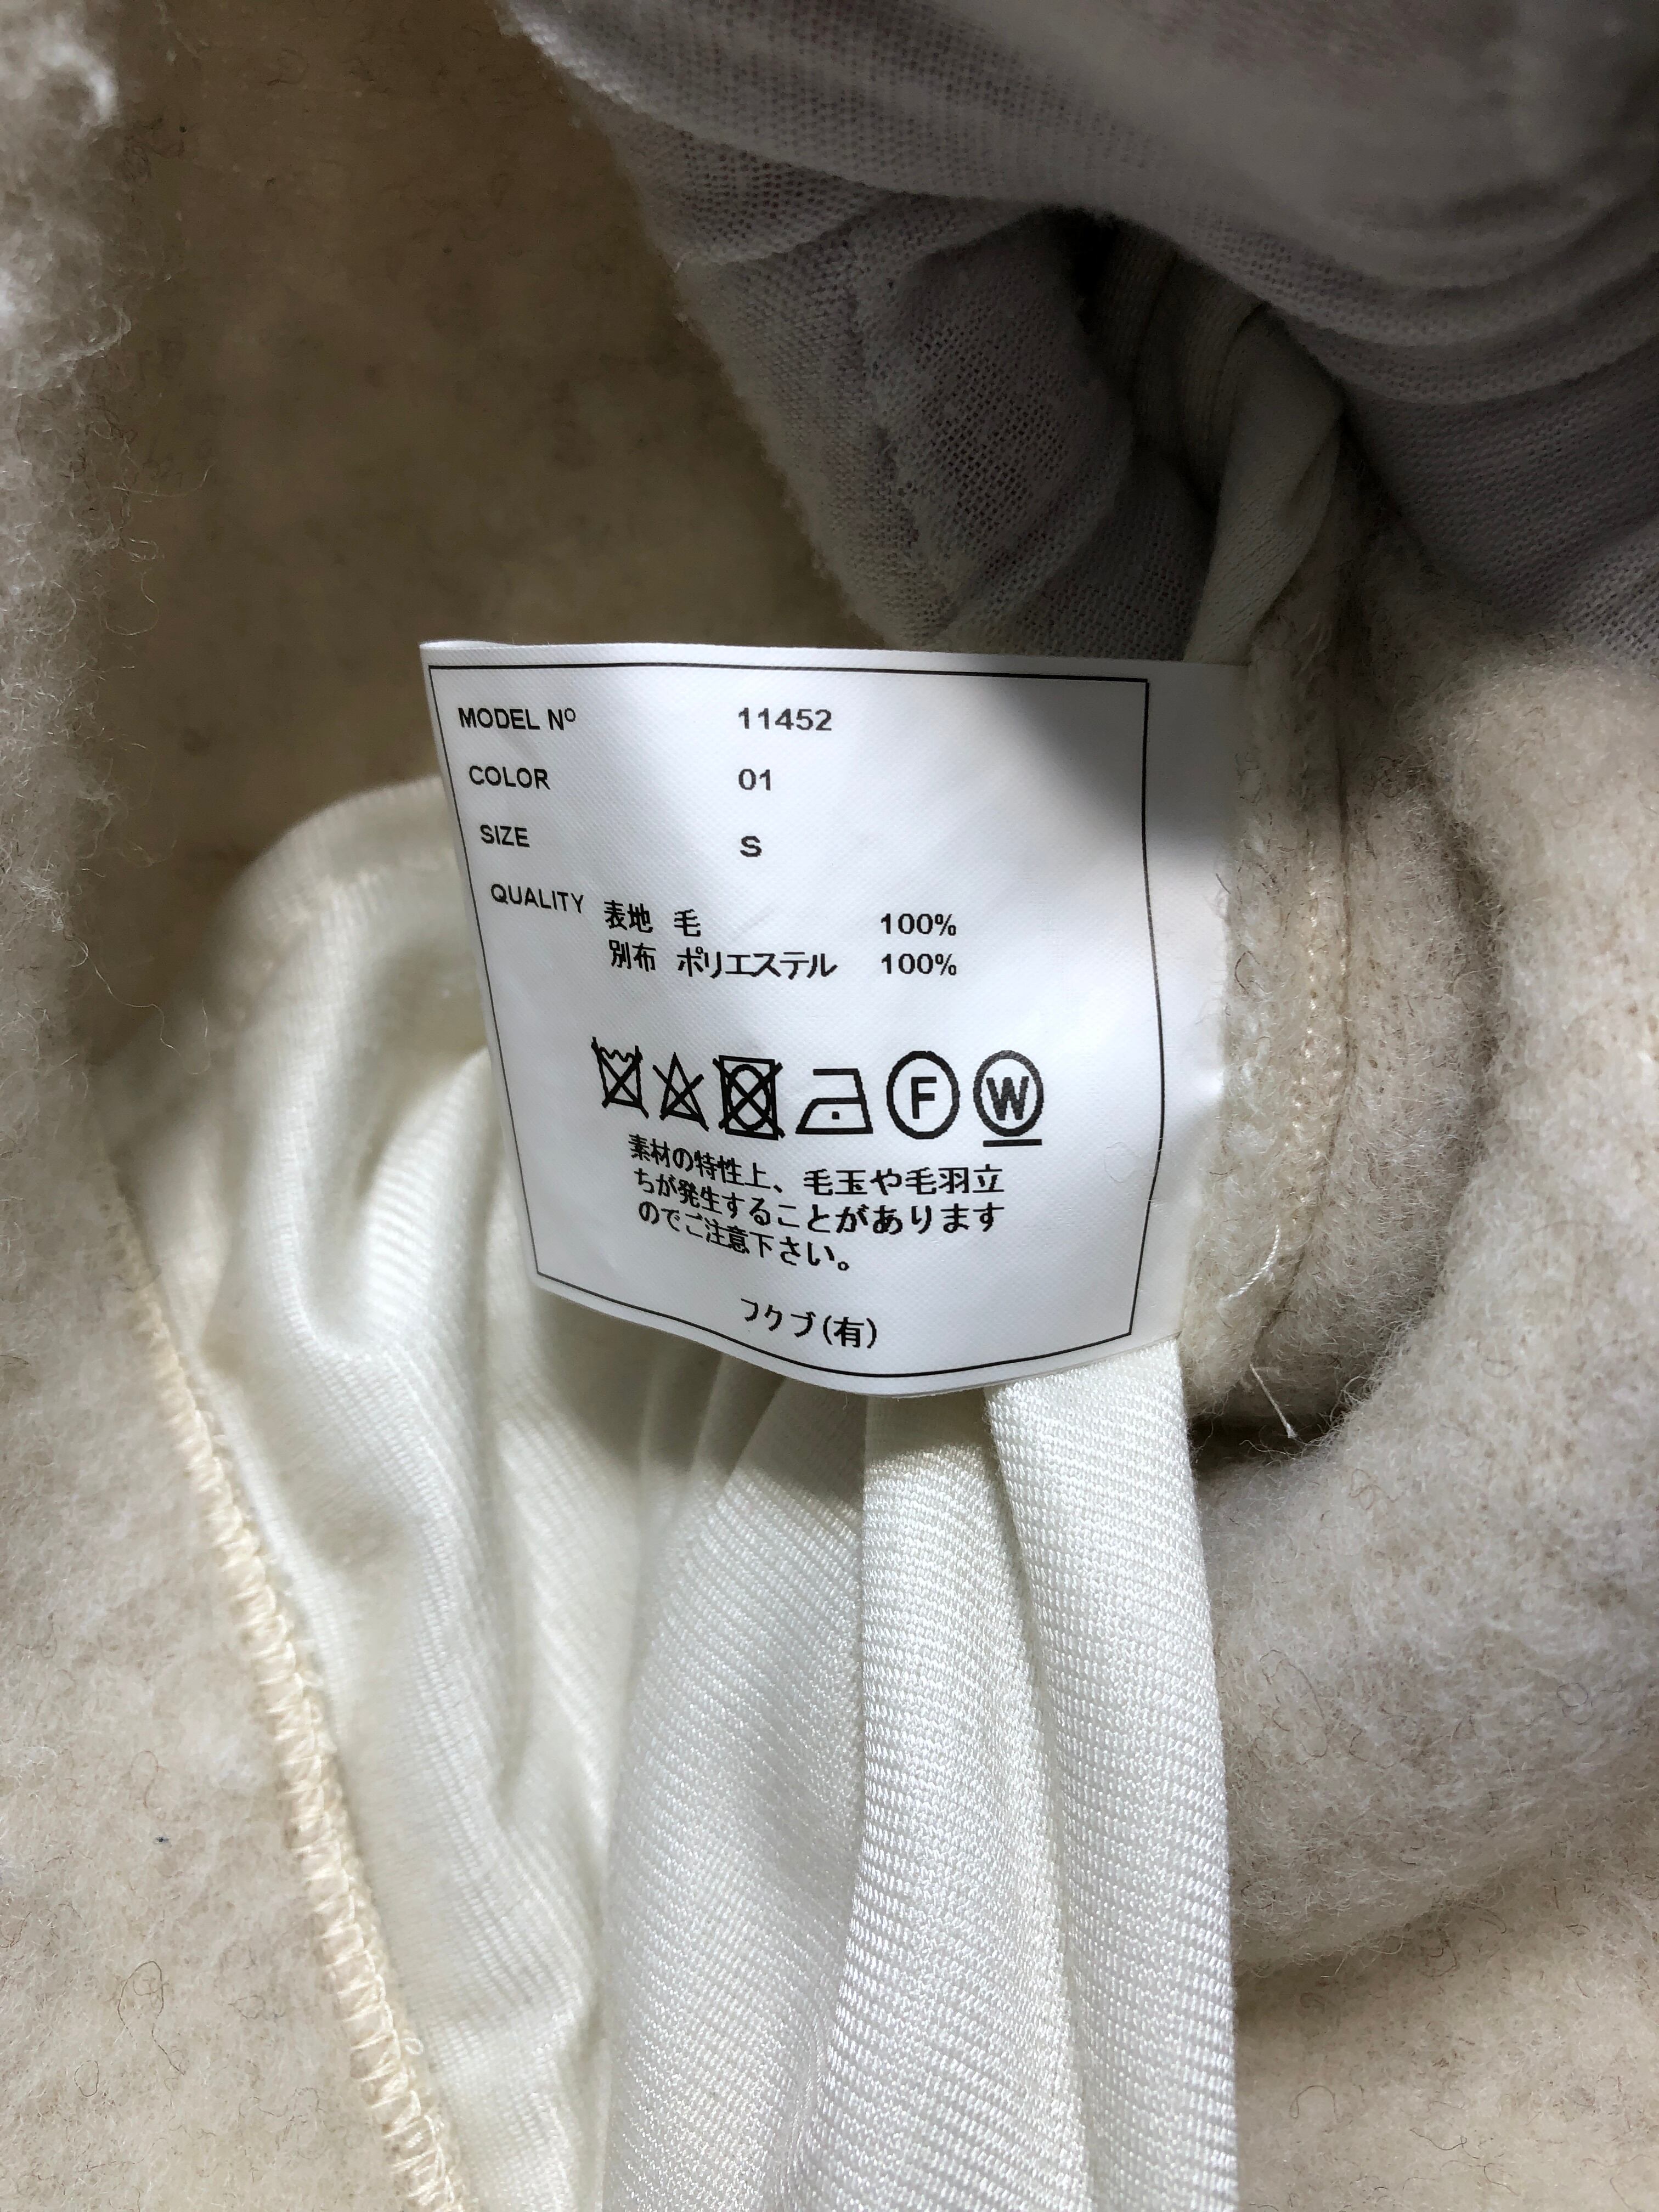 MODEL Nº 11452
COLOR 01
SIZE S
QUALITY 表地 毛 100%
別布 ポリエステル 100%
F W
素材の特性上、毛玉や毛羽立
ちが発生することがあります
のでご注意下さい。
フクブ(有)